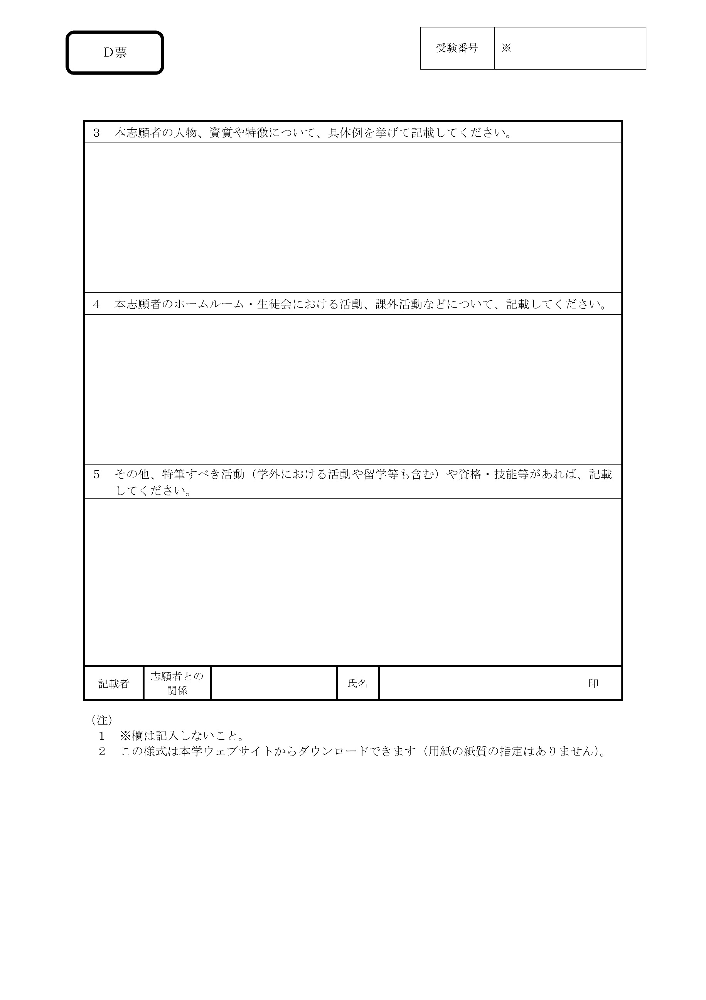 Ｄ票
受験番号
※
３　本志願者の人物、資質や特徴について、具体例を挙げて記載してください。
４　本志願者のホームルーム・生徒会における活動、課外活動などについて、記載してください。
５　その他、特筆すべき活動（学外における活動や留学等も含む）や資格・技能等があれば、記載
してください。
記載者
志願者との
関係
氏名
印
（注）
１　※欄は記入しないこと。
２　この様式は本学ウェブサイトからダウンロードできます（用紙の紙質の指定はありません）。